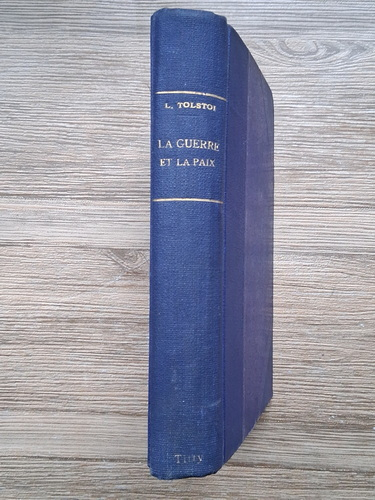 L. TOLSTOI
LA GUERRE
ET LA PAIX